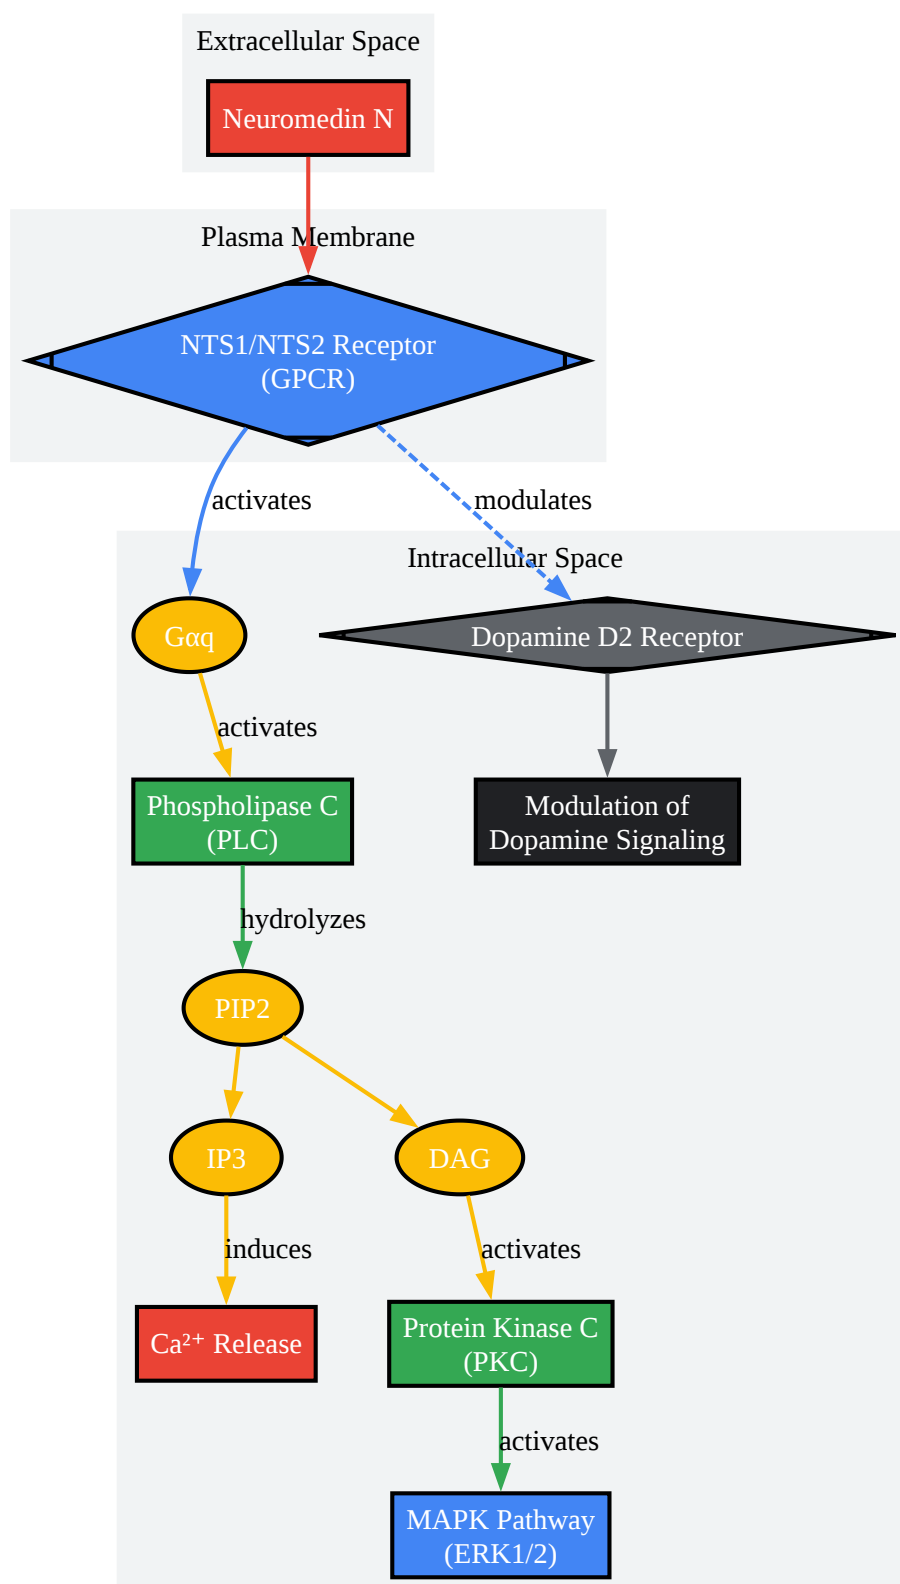 Extracellular Space
Neuromedin N
Plasma Membrane
NTS1/NTS2 Receptor
(GPCR)
activates
modulates
Intracellular Space
Gαq
Dopamine D2 Receptor
activates
Phospholipase C
(PLC)
Modulation of
Dopamine Signaling
hydrolyzes
PIP2
IP3
DAG
induces
activates
Ca²⁺ Release
Protein Kinase C
(PKC)
activates
MAPK Pathway
(ERK1/2)